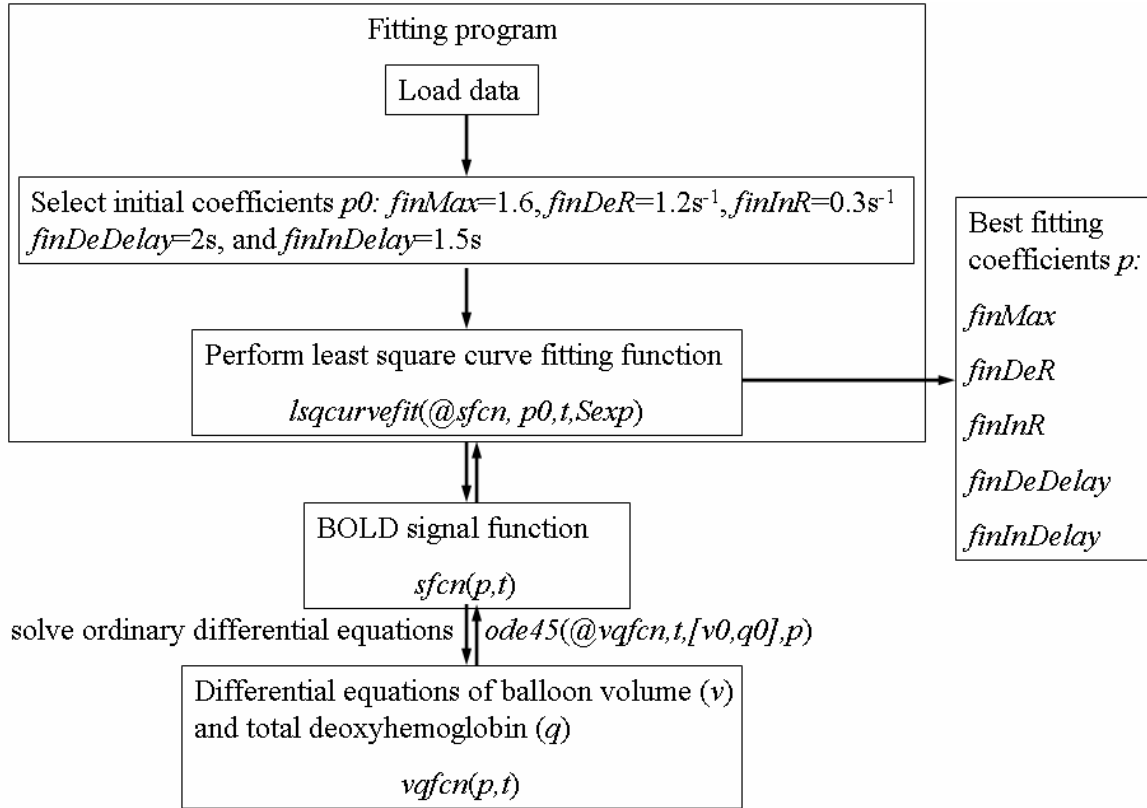 Fitting program
Load data
Select initial coefficients p0: finMax=1.6, finDeR=1.2s⁻¹, finInR=0.3s⁻¹
finDeDelay=2s, and finInDelay=1.5s
Perform least square curve fitting function
lsqcurvefit(@sfcn, p0,t,Sexp)
Best fitting
coefficients p:
finMax
finDeR
finInR
finDeDelay
finInDelay
BOLD signal function
sfcn(p,t)
solve ordinary differential equations ode45(@vqfcn,t,[v0,q0],p)
Differential equations of balloon volume (v)
and total deoxyhemoglobin (q)
vqfcn(p,t)